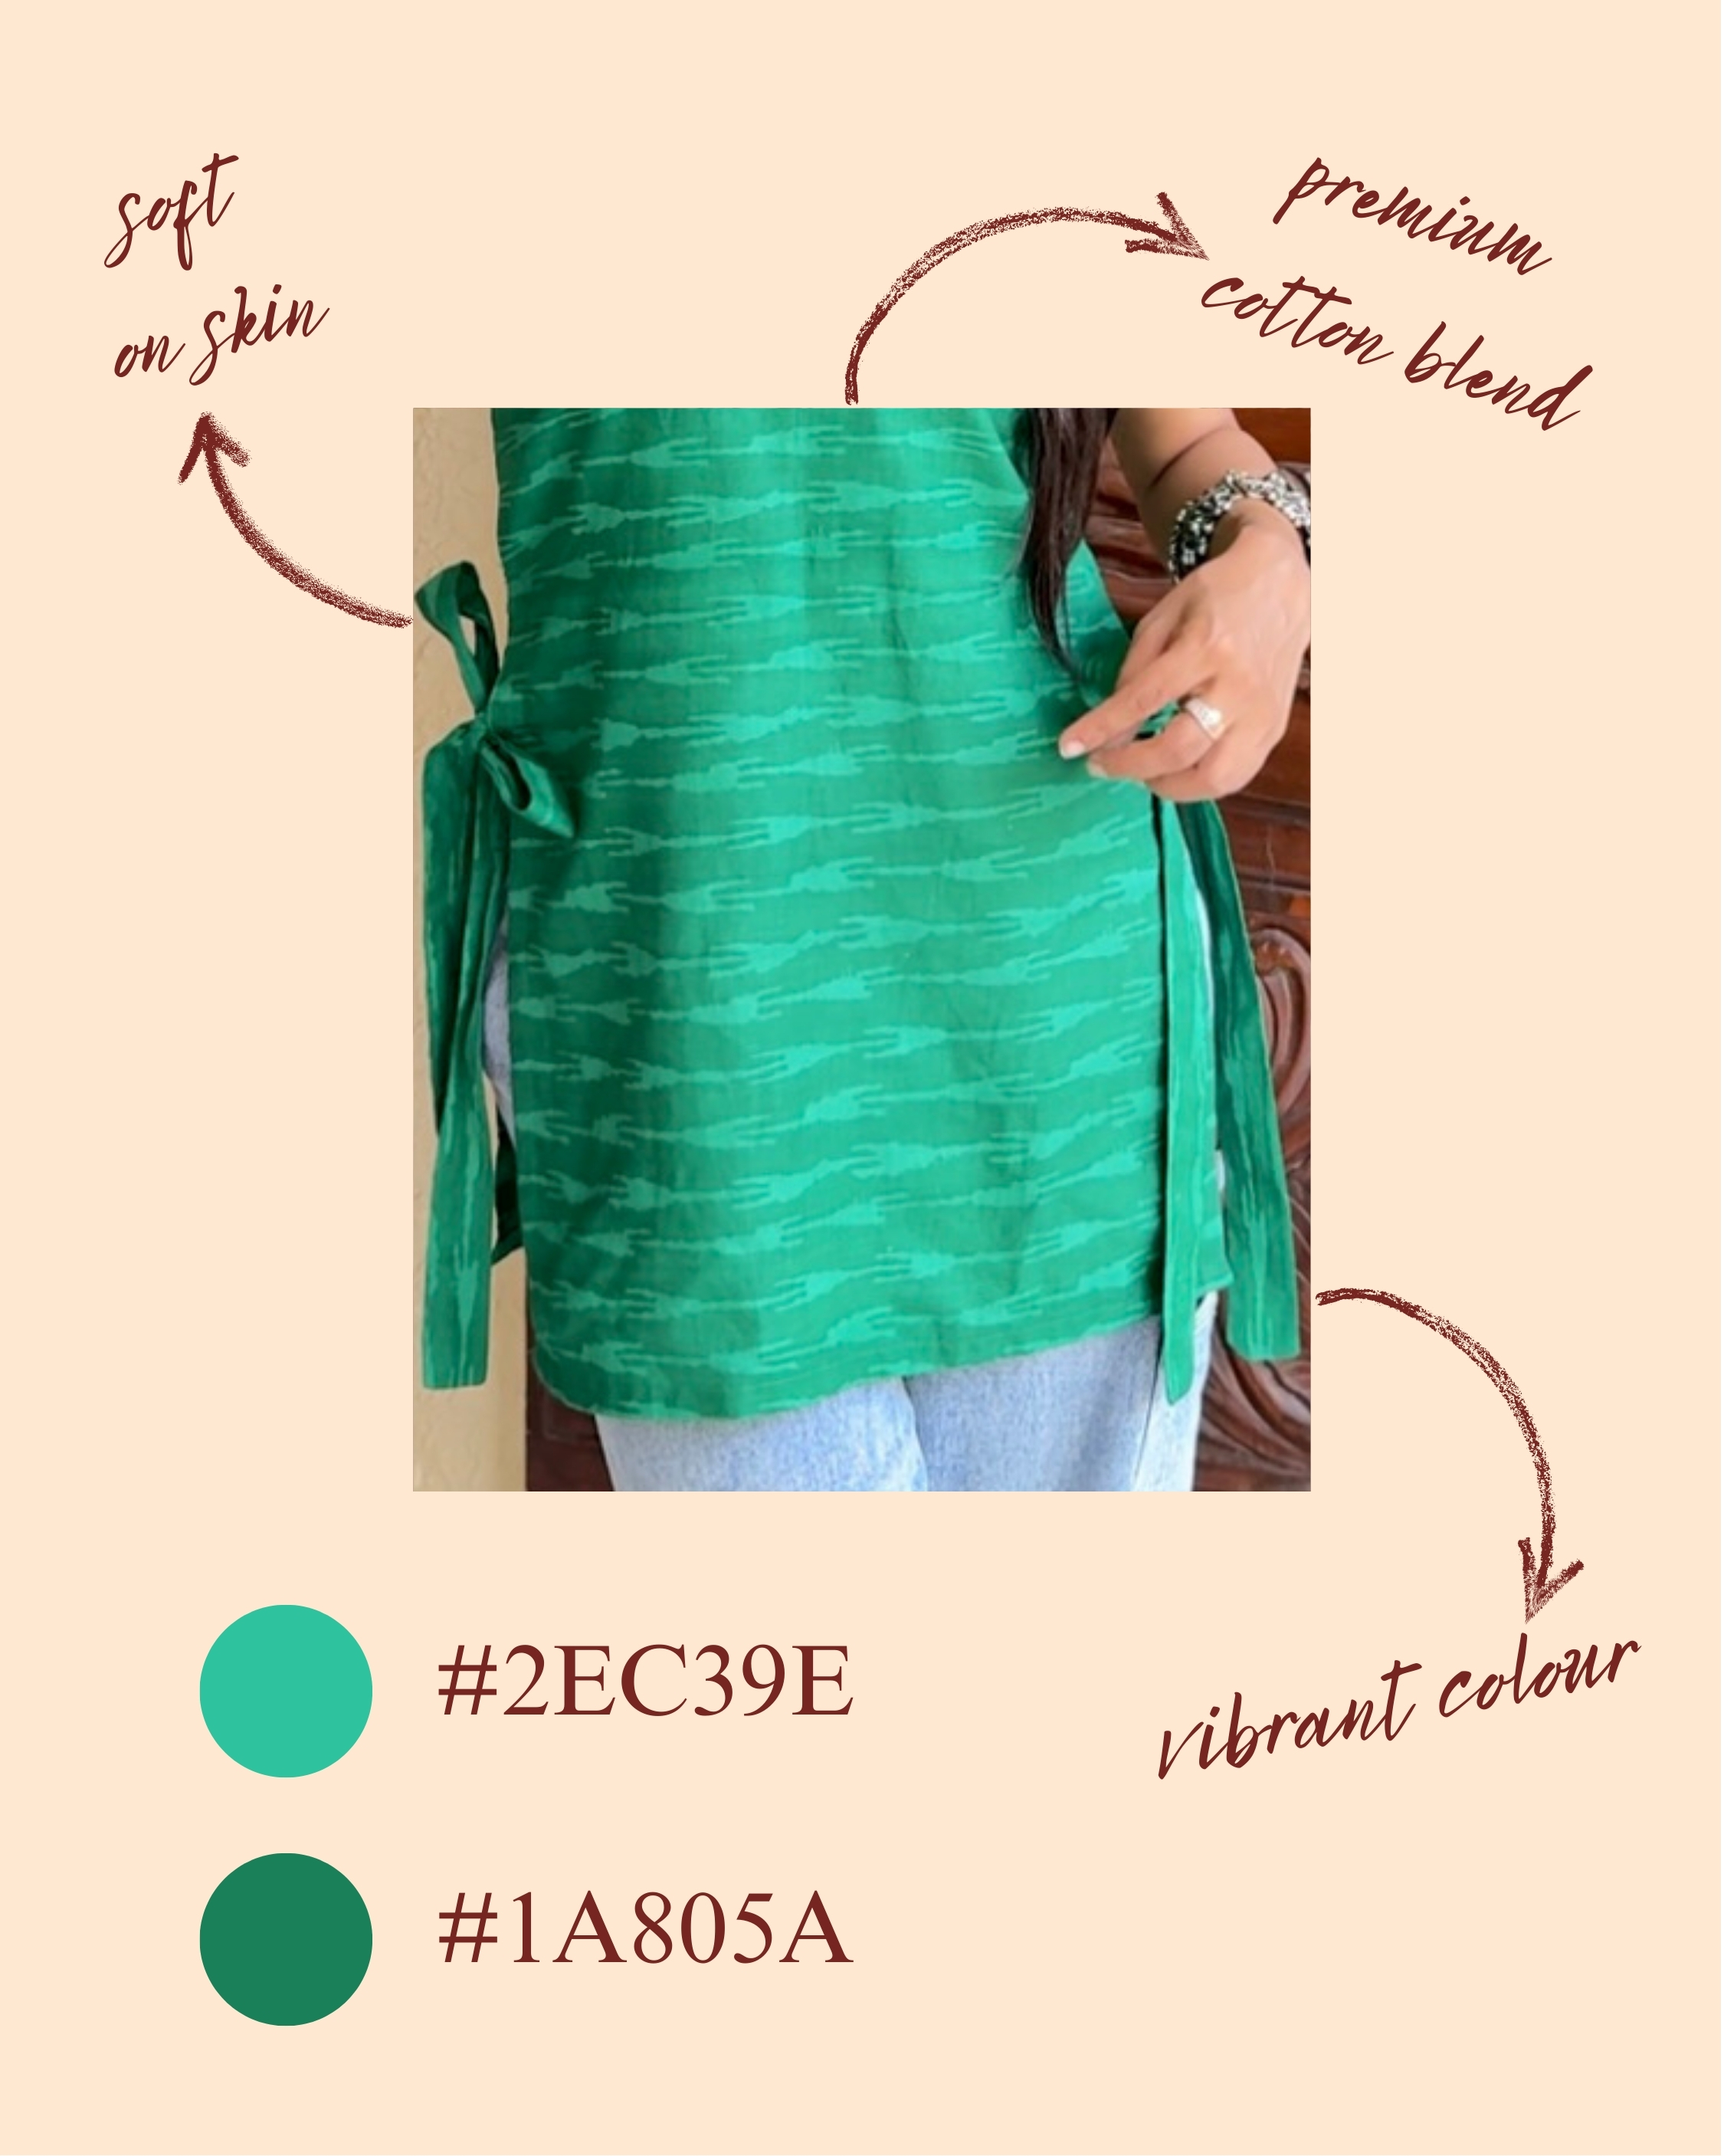 soft
on skin
premium
cotton blend
vibrant colour
#2EC39E
#1A805A